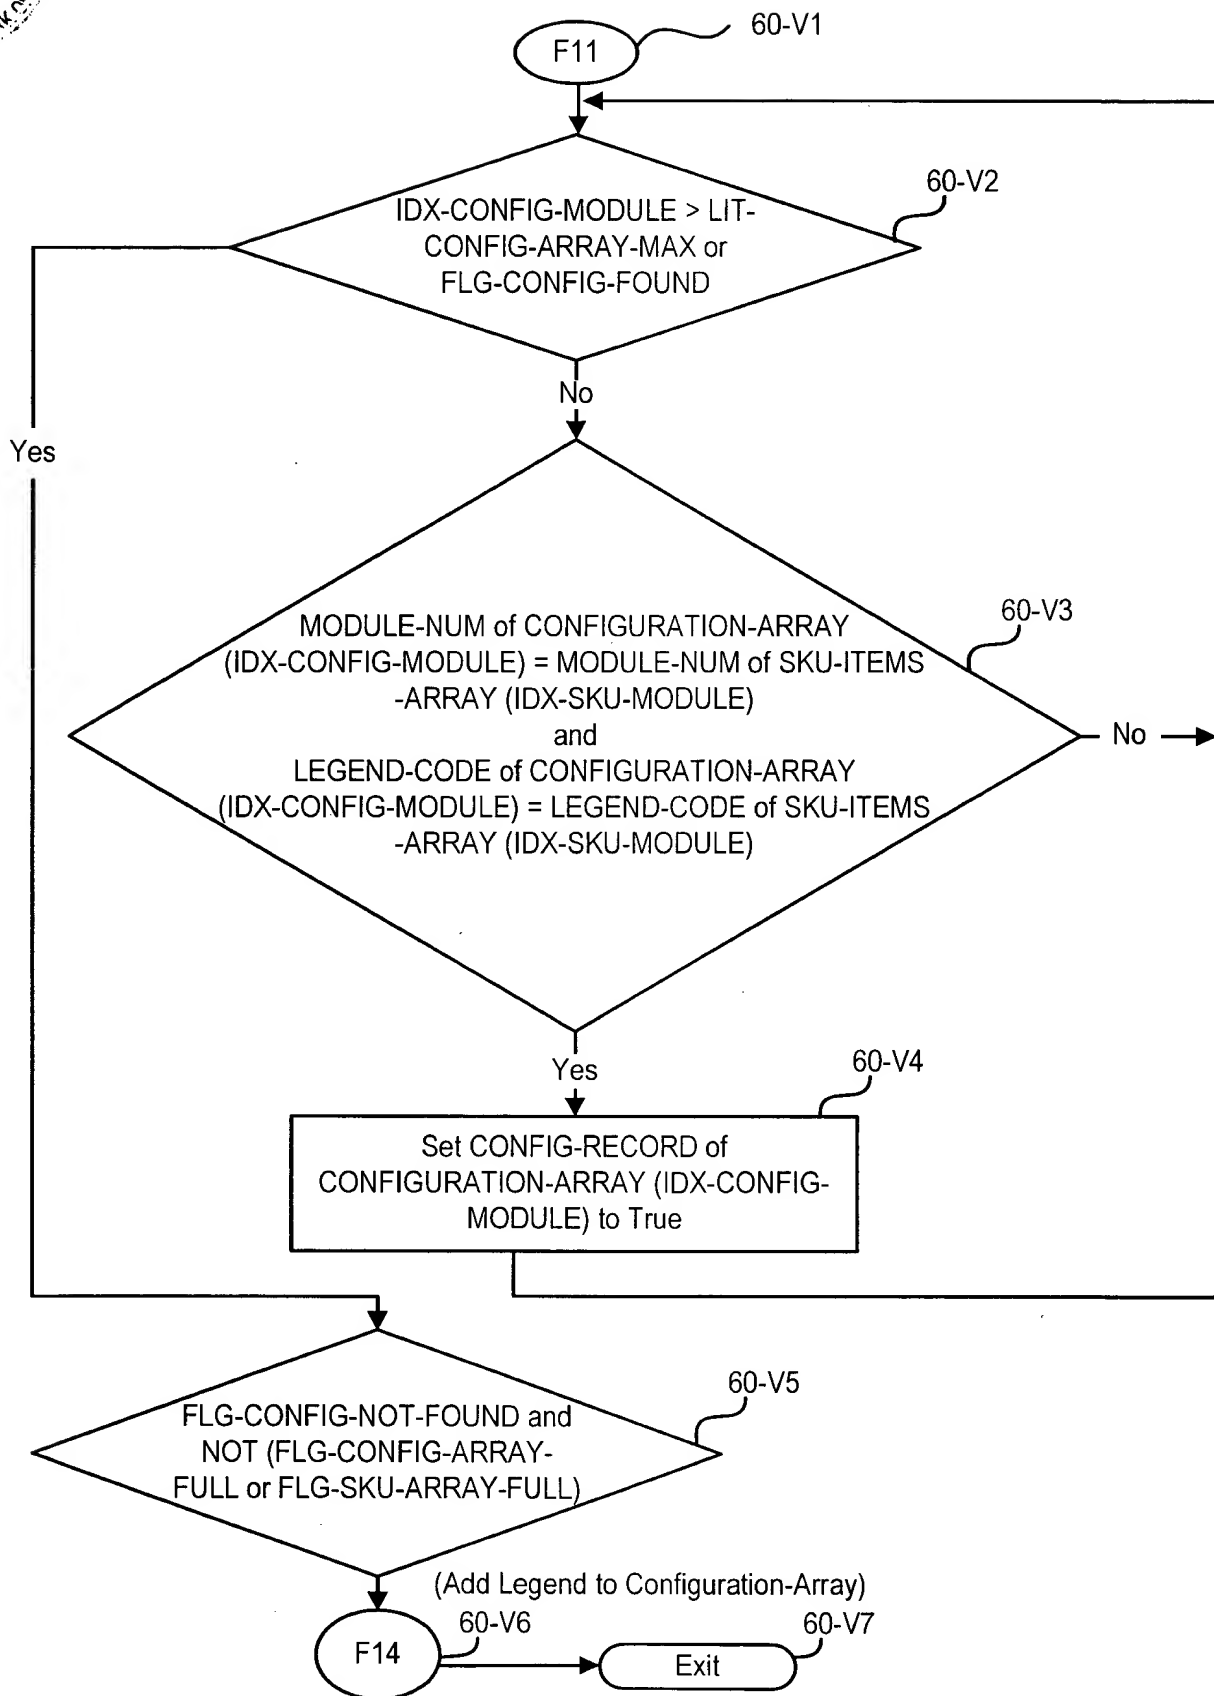 F11
60-V1
60-V2
IDX-CONFIG-MODULE > LIT-
CONFIG-ARRAY-MAX or
FLG-CONFIG-FOUND
No
Yes
60-V3
MODULE-NUM of CONFIGURATION-ARRAY
(IDX-CONFIG-MODULE) = MODULE-NUM of SKU-ITEMS
-ARRAY (IDX-SKU-MODULE)
and
LEGEND-CODE of CONFIGURATION-ARRAY
(IDX-CONFIG-MODULE) = LEGEND-CODE of SKU-ITEMS
-ARRAY (IDX-SKU-MODULE)
No
Yes
60-V4
Set CONFIG-RECORD of
CONFIGURATION-ARRAY (IDX-CONFIG-
MODULE) to True
60-V5
FLG-CONFIG-NOT-FOUND and
NOT (FLG-CONFIG-ARRAY-
FULL or FLG-SKU-ARRAY-FULL)
(Add Legend to Configuration-Array)
60-V6
60-V7
F14
Exit